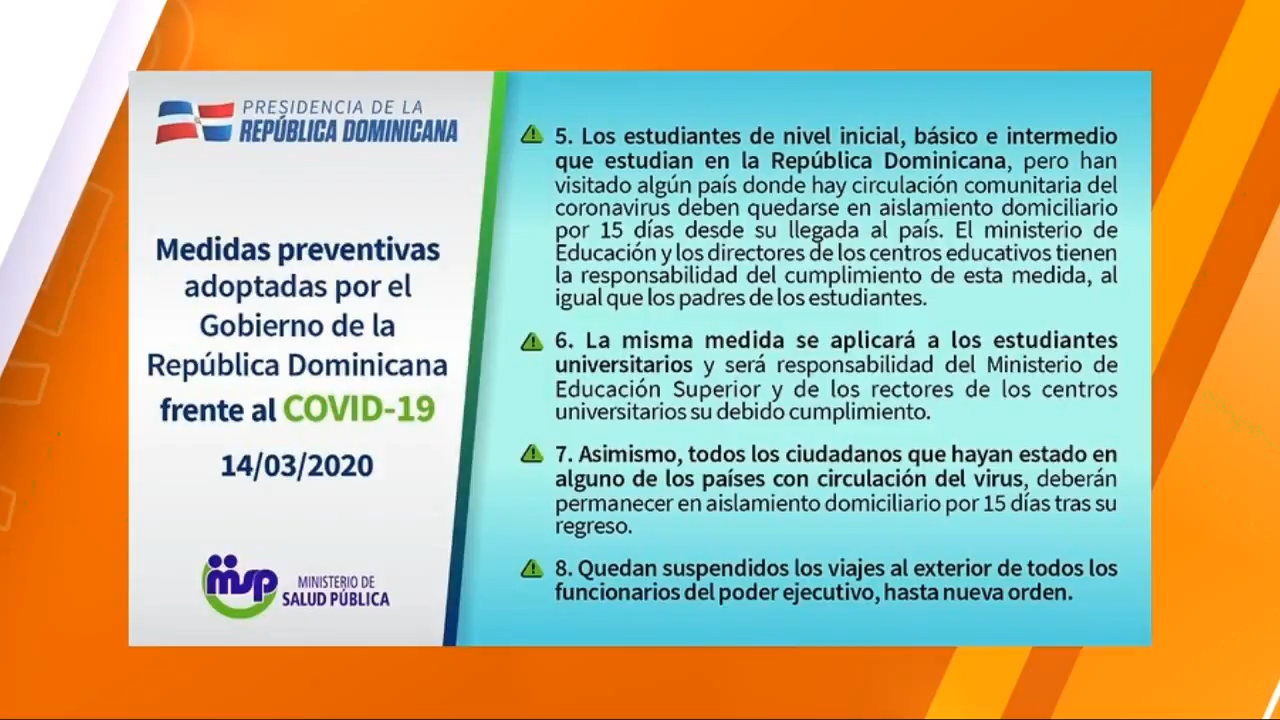 PRESIDENCIA DE LA
REPÚBLICA DOMINICANA
Medidas preventivas
adoptadas por el
Gobierno de la
República Dominicana
frente al COVID-19
14/03/2020
msp
MINISTERIO DE
SALUD PÚBLICA
5. Los estudiantes de nivel inicial, básico e intermedio
que estudian en la República Dominicana, pero han
visitado algún país donde hay circulación comunitaria del
coronavirus deben quedarse en aislamiento domiciliario
por 15 días desde su llegada al país. El ministerio de
Educación y los directores de los centros educativos tienen
la responsabilidad del cumplimiento de esta medida, al
igual que los padres de los estudiantes.
6. La misma medida se aplicará a los estudiantes
universitarios y será responsabilidad del Ministerio de
Educación Superior y de los rectores de los centros
universitarios su debido cumplimiento.
7. Asimismo, todos los ciudadanos que hayan estado en
alguno de los países con circulación del virus, deberán
permanecer en aislamiento domiciliario por 15 días tras su
regreso.
8. Quedan suspendidos los viajes al exterior de todos los
funcionarios del poder ejecutivo, hasta nueva orden.